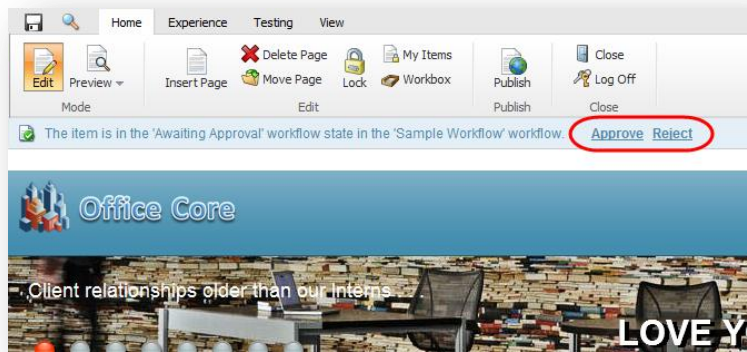 Home Experience Testing View
Edit Preview Insert Page Delete Page Move Page Lock My Items Workbox Publish Close Log Off
Mode Edit Publish Close
The item is in the 'Awaiting Approval' workflow state in the 'Sample Workflow' workflow. Approve Reject
Office Core
Client relationships older than our Interns...
LOVE Y